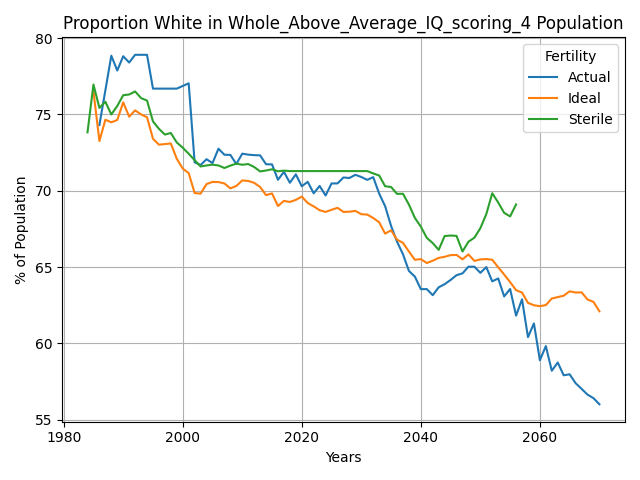 Proportion White in Whole_Above_Average_IQ_scoring_4 Population
80
75
70
65
60
55
% of Population
1980
2000
2020
2040
2060
Years
Fertility
Actual
Ideal
Sterile